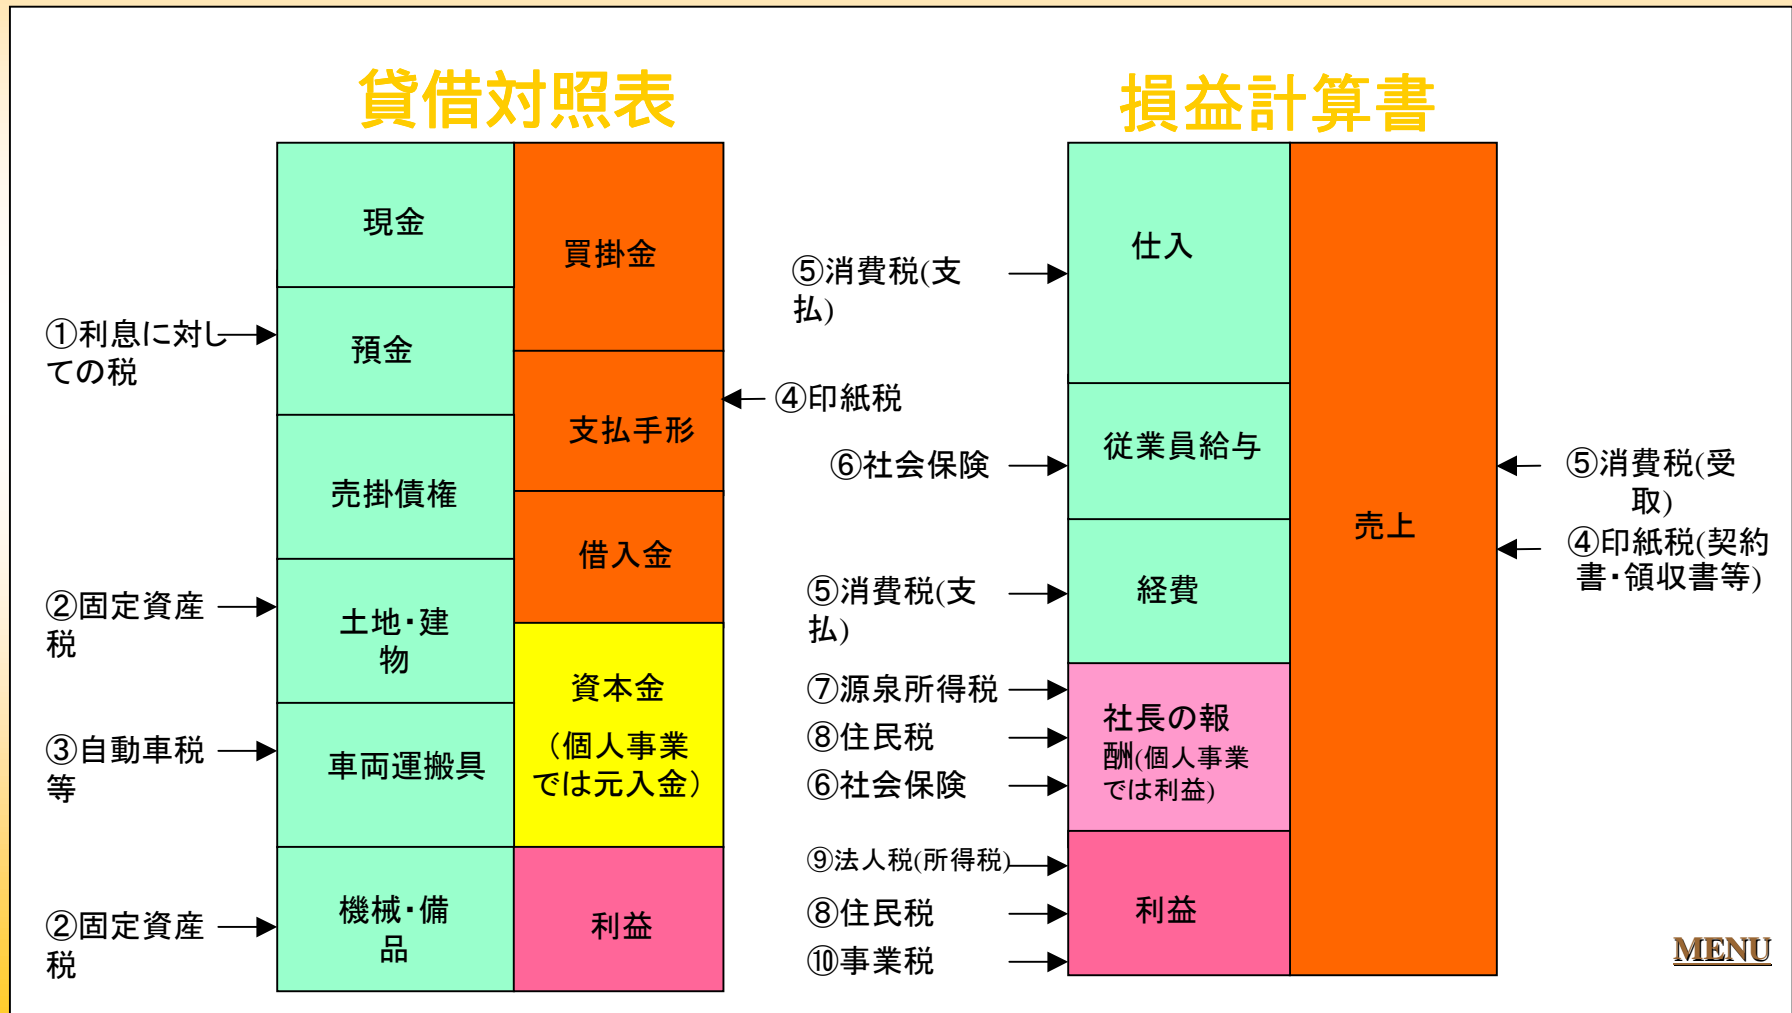 貸借対照表
①利息に対し
ての税
②固定資産
税
③自動車税
等
②固定資産
税
現金
預金
売掛債権
土地・建
物
車両運搬具
機械・備
品
買掛金
支払手形
借入金
資本金
（個人事業
では元入金）
利益
④印紙税
損益計算書
⑤消費税(支
払)
⑥社会保険
⑤消費税(支
払)
⑦源泉所得税
⑧住民税
⑥社会保険
⑨法人税(所得税)
⑧住民税
⑩事業税
仕入
従業員給与
経費
社長の報
酬(個人事業
では利益)
利益
売上
⑤消費税(受
取)
④印紙税(契約
書・領収書等)
MENU